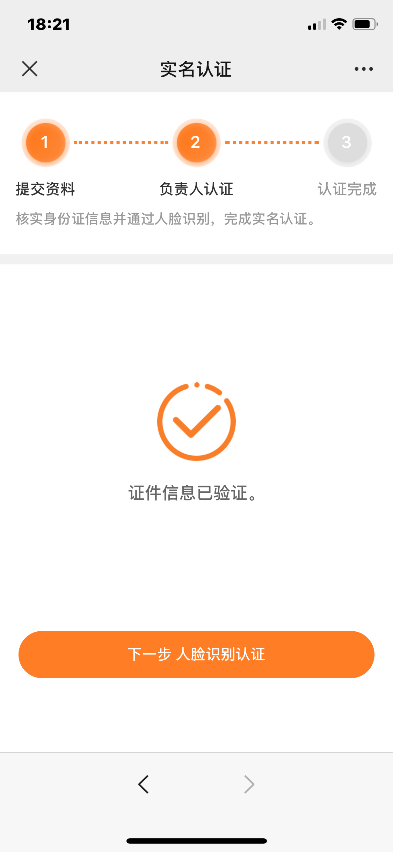 18:21
实名认证
1
2
3
提交资料
负责人认证
认证完成
核实身份证信息并通过人脸识别，完成实名认证。
证件信息已验证。
下一步 人脸识别认证